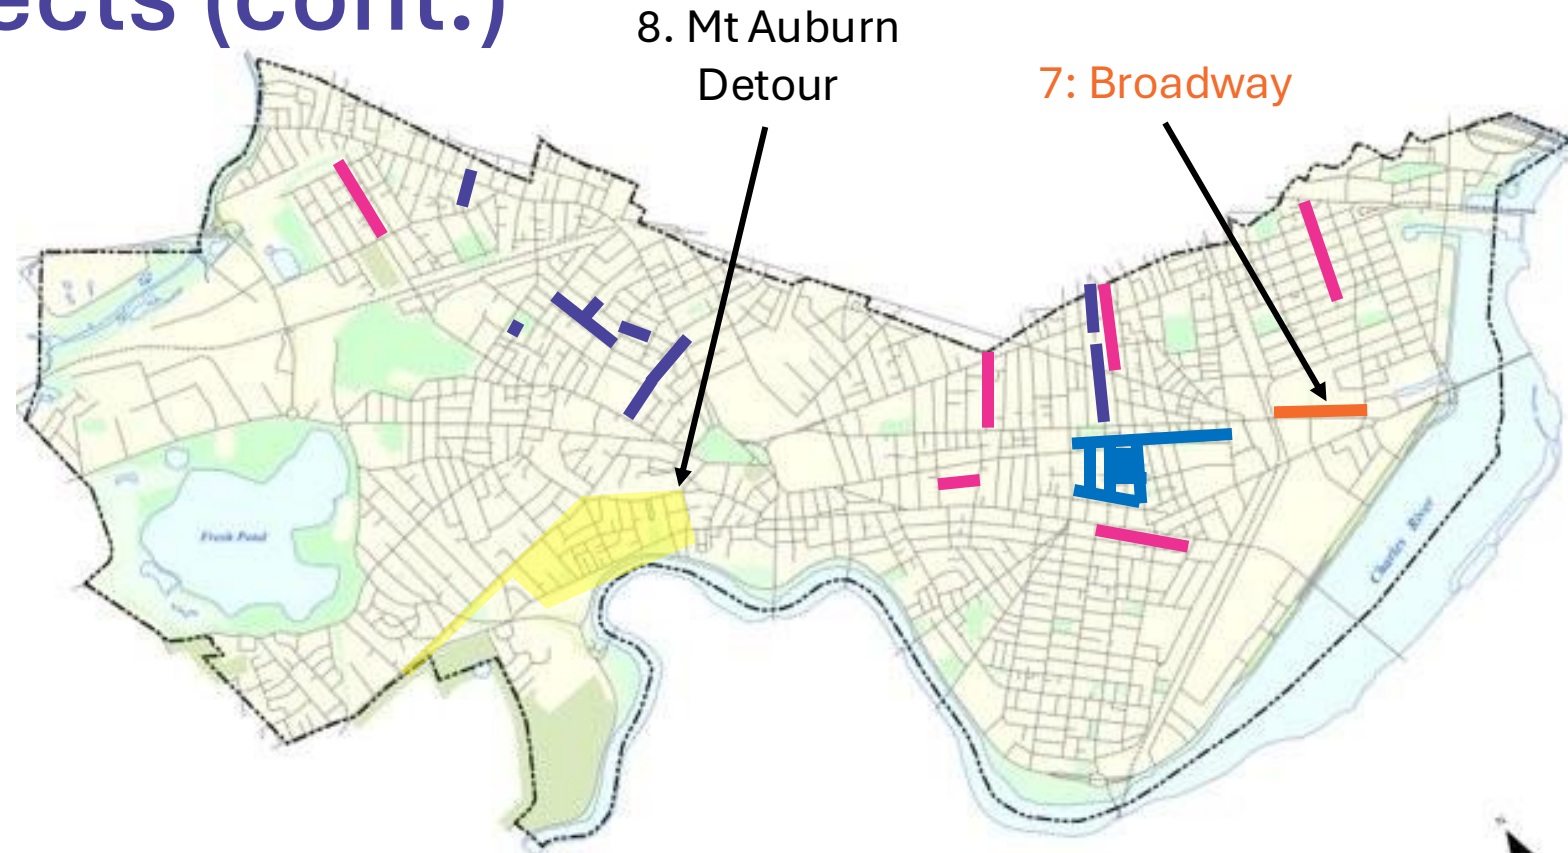 ects (cont.)
8. Mt Auburn
Detour
7: Broadway
Fresh Pond
Charles River